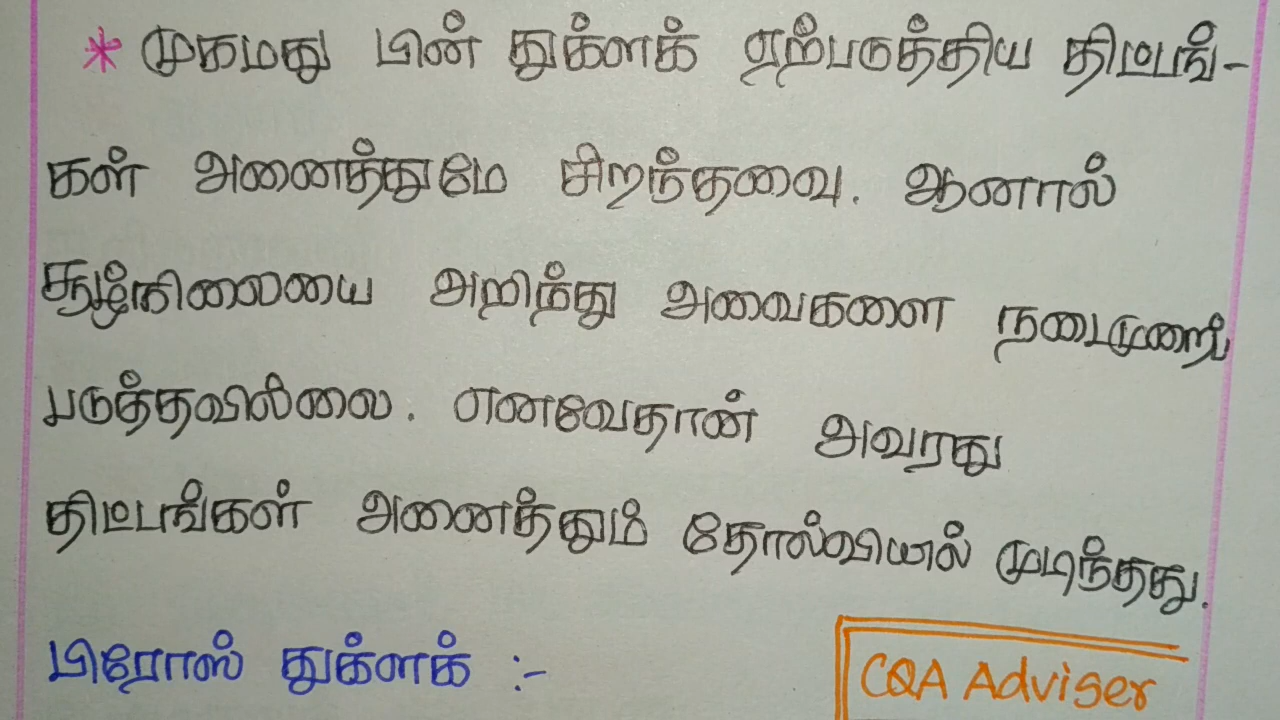 * முகமது பின் துக்ளக் ஏற்படுத்திய திட்டங்-
கள் அனைத்துமே சிறந்தவை. ஆனால்
சூழ்நிலையை அறிந்து அவைகளை நடைமுறைப்
படுத்தவில்லை. எனவேதான் அவரது
திட்டங்கள் அனைத்தும் தோல்வியில் முடிந்தது.
பிரோஸ் துக்ளக் :-
CQA Adviser